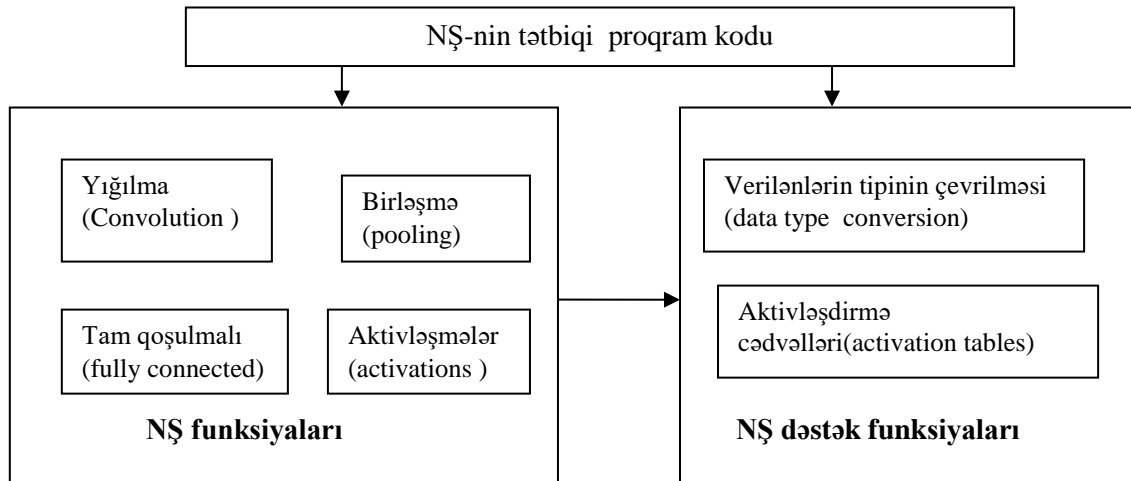 NŞ-nin tətbiqi proqram kodu
Yığılma
(Convolution )
Birləşmə
(pooling)
Tam qoşulmalı
(fully connected)
Aktivləşmələr
(activations )
NŞ funksiyaları
Verilənlərin tipinin çevrilməsi
(data type conversion)
Aktivləşdirmə
cədvəlləri(activation tables)
NŞ dəstək funksiyaları